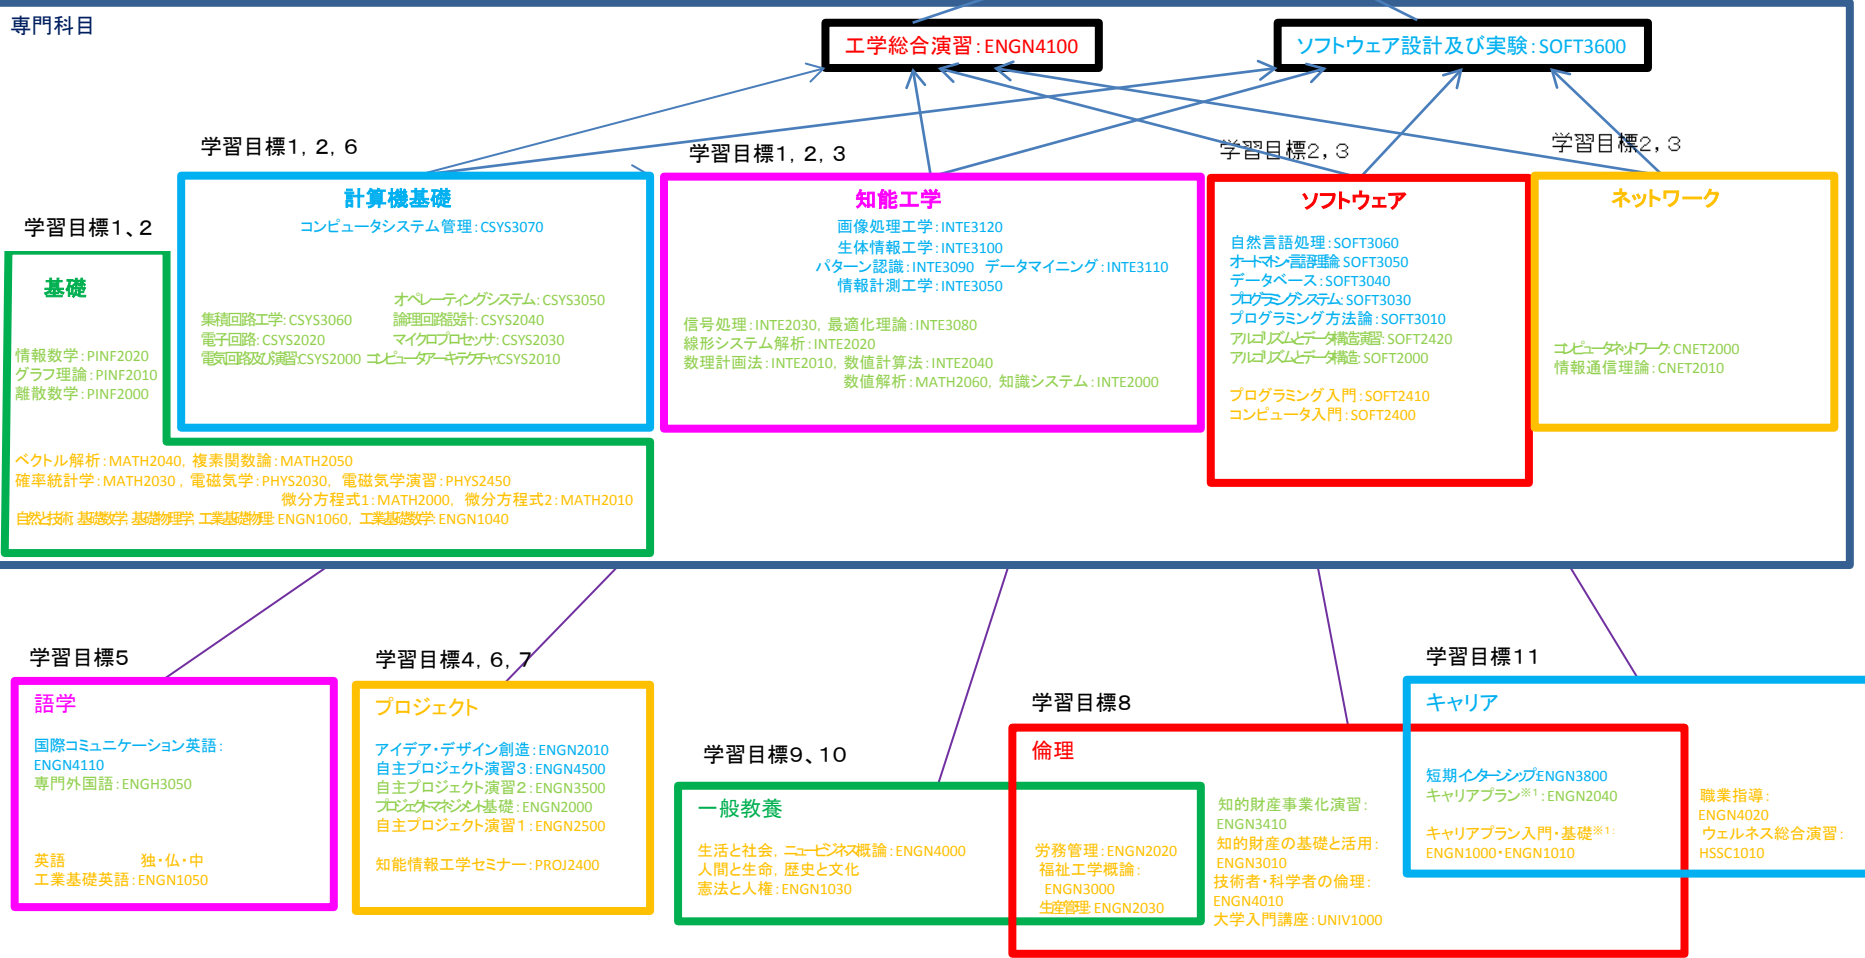 専門科目
工学総合演習：ENGN4100
ソフトウェア設計及び実験：SOFT3600
学習目標1，2，6
学習目標1，2，3
学習目標2，3
学習目標2，3
学習目標1、2
計算機基礎
コンピュータシステム管理：CSYS3070
オペレーティングシステム：CSYS3050
集積回路工学：CSYS3060 論理回路設計：CSYS2040
電子回路：CSYS2020 マイクロプロセッサ：CSYS2030
電気回路及び演習：CSYS2000 コンピュータアーキテクチャ：CSYS2010
知能工学
画像処理工学：INTE3120
生体情報工学：INTE3100
パターン認識：INTE3090 データマイニング：INTE3110
情報計測工学：INTE3050
信号処理：INTE2030，最適化理論：INTE3080
線形システム解析：INTE2020
数理計画法：INTE2010，数値計算法：INTE2040
数値解析：MATH2060，知識システム：INTE2000
ソフトウェア
自然言語処理：SOFT3060
オートマトン・言語理論：SOFT3050
データベース：SOFT3040
プログラミングシステム：SOFT3030
プログラミング方法論：SOFT3010
アルゴリズムとデータ構造演習：SOFT2420
アルゴリズムとデータ構造：SOFT2000
プログラミング入門：SOFT2410
コンピュータ入門：SOFT2400
ネットワーク
コンピュータネットワーク：CNET2000
情報通信理論：CNET2010
基礎
情報数学：PINF2020
グラフ理論：PINF2010
離散数学：PINF2000
ベクトル解析：MATH2040，複素関数論：MATH2050
確率統計学：MATH2030，電磁気学：PHYS2030，電磁気学演習：PHYS2450
微分方程式1：MATH2000，微分方程式2：MATH2010
自然と技術，基礎数学，基礎物理学，工業基礎物理：ENGN1060，工業基礎数学：ENGN1040
学習目標5
語学
国際コミュニケーション英語：
ENGN4110
専門外国語：ENGH3050
英語 独・仏・中
工業基礎英語：ENGN1050
学習目標4，6，7
プロジェクト
アイデア・デザイン創造：ENGN2010
自主プロジェクト演習3：ENGN4500
自主プロジェクト演習2：ENGN3500
プロジェクトマネジメント基礎：ENGN2000
自主プロジェクト演習1：ENGN2500
知能情報工学セミナー：PROJ2400
学習目標9、10
一般教養
生活と社会，ニュービジネス概論：ENGN4000
人間と生命，歴史と文化
憲法と人権：ENGN1030
学習目標8
倫理
労務管理：ENGN2020
福祉工学概論：
ENGN3000
生産管理：ENGN2030
知的財産事業化演習：
ENGN3410
知的財産の基礎と活用：
ENGN3010
技術者・科学者の倫理：
ENGN4010
大学入門講座：UNIV1000
学習目標11
キャリア
短期インターンシップ：ENGN3800
キャリアプラン※1：ENGN2040
キャリアプラン入門・基礎※1：
ENGN1000・ENGN1010
職業指導：
ENGN4020
ウェルネス総合演習：
HSSC1010